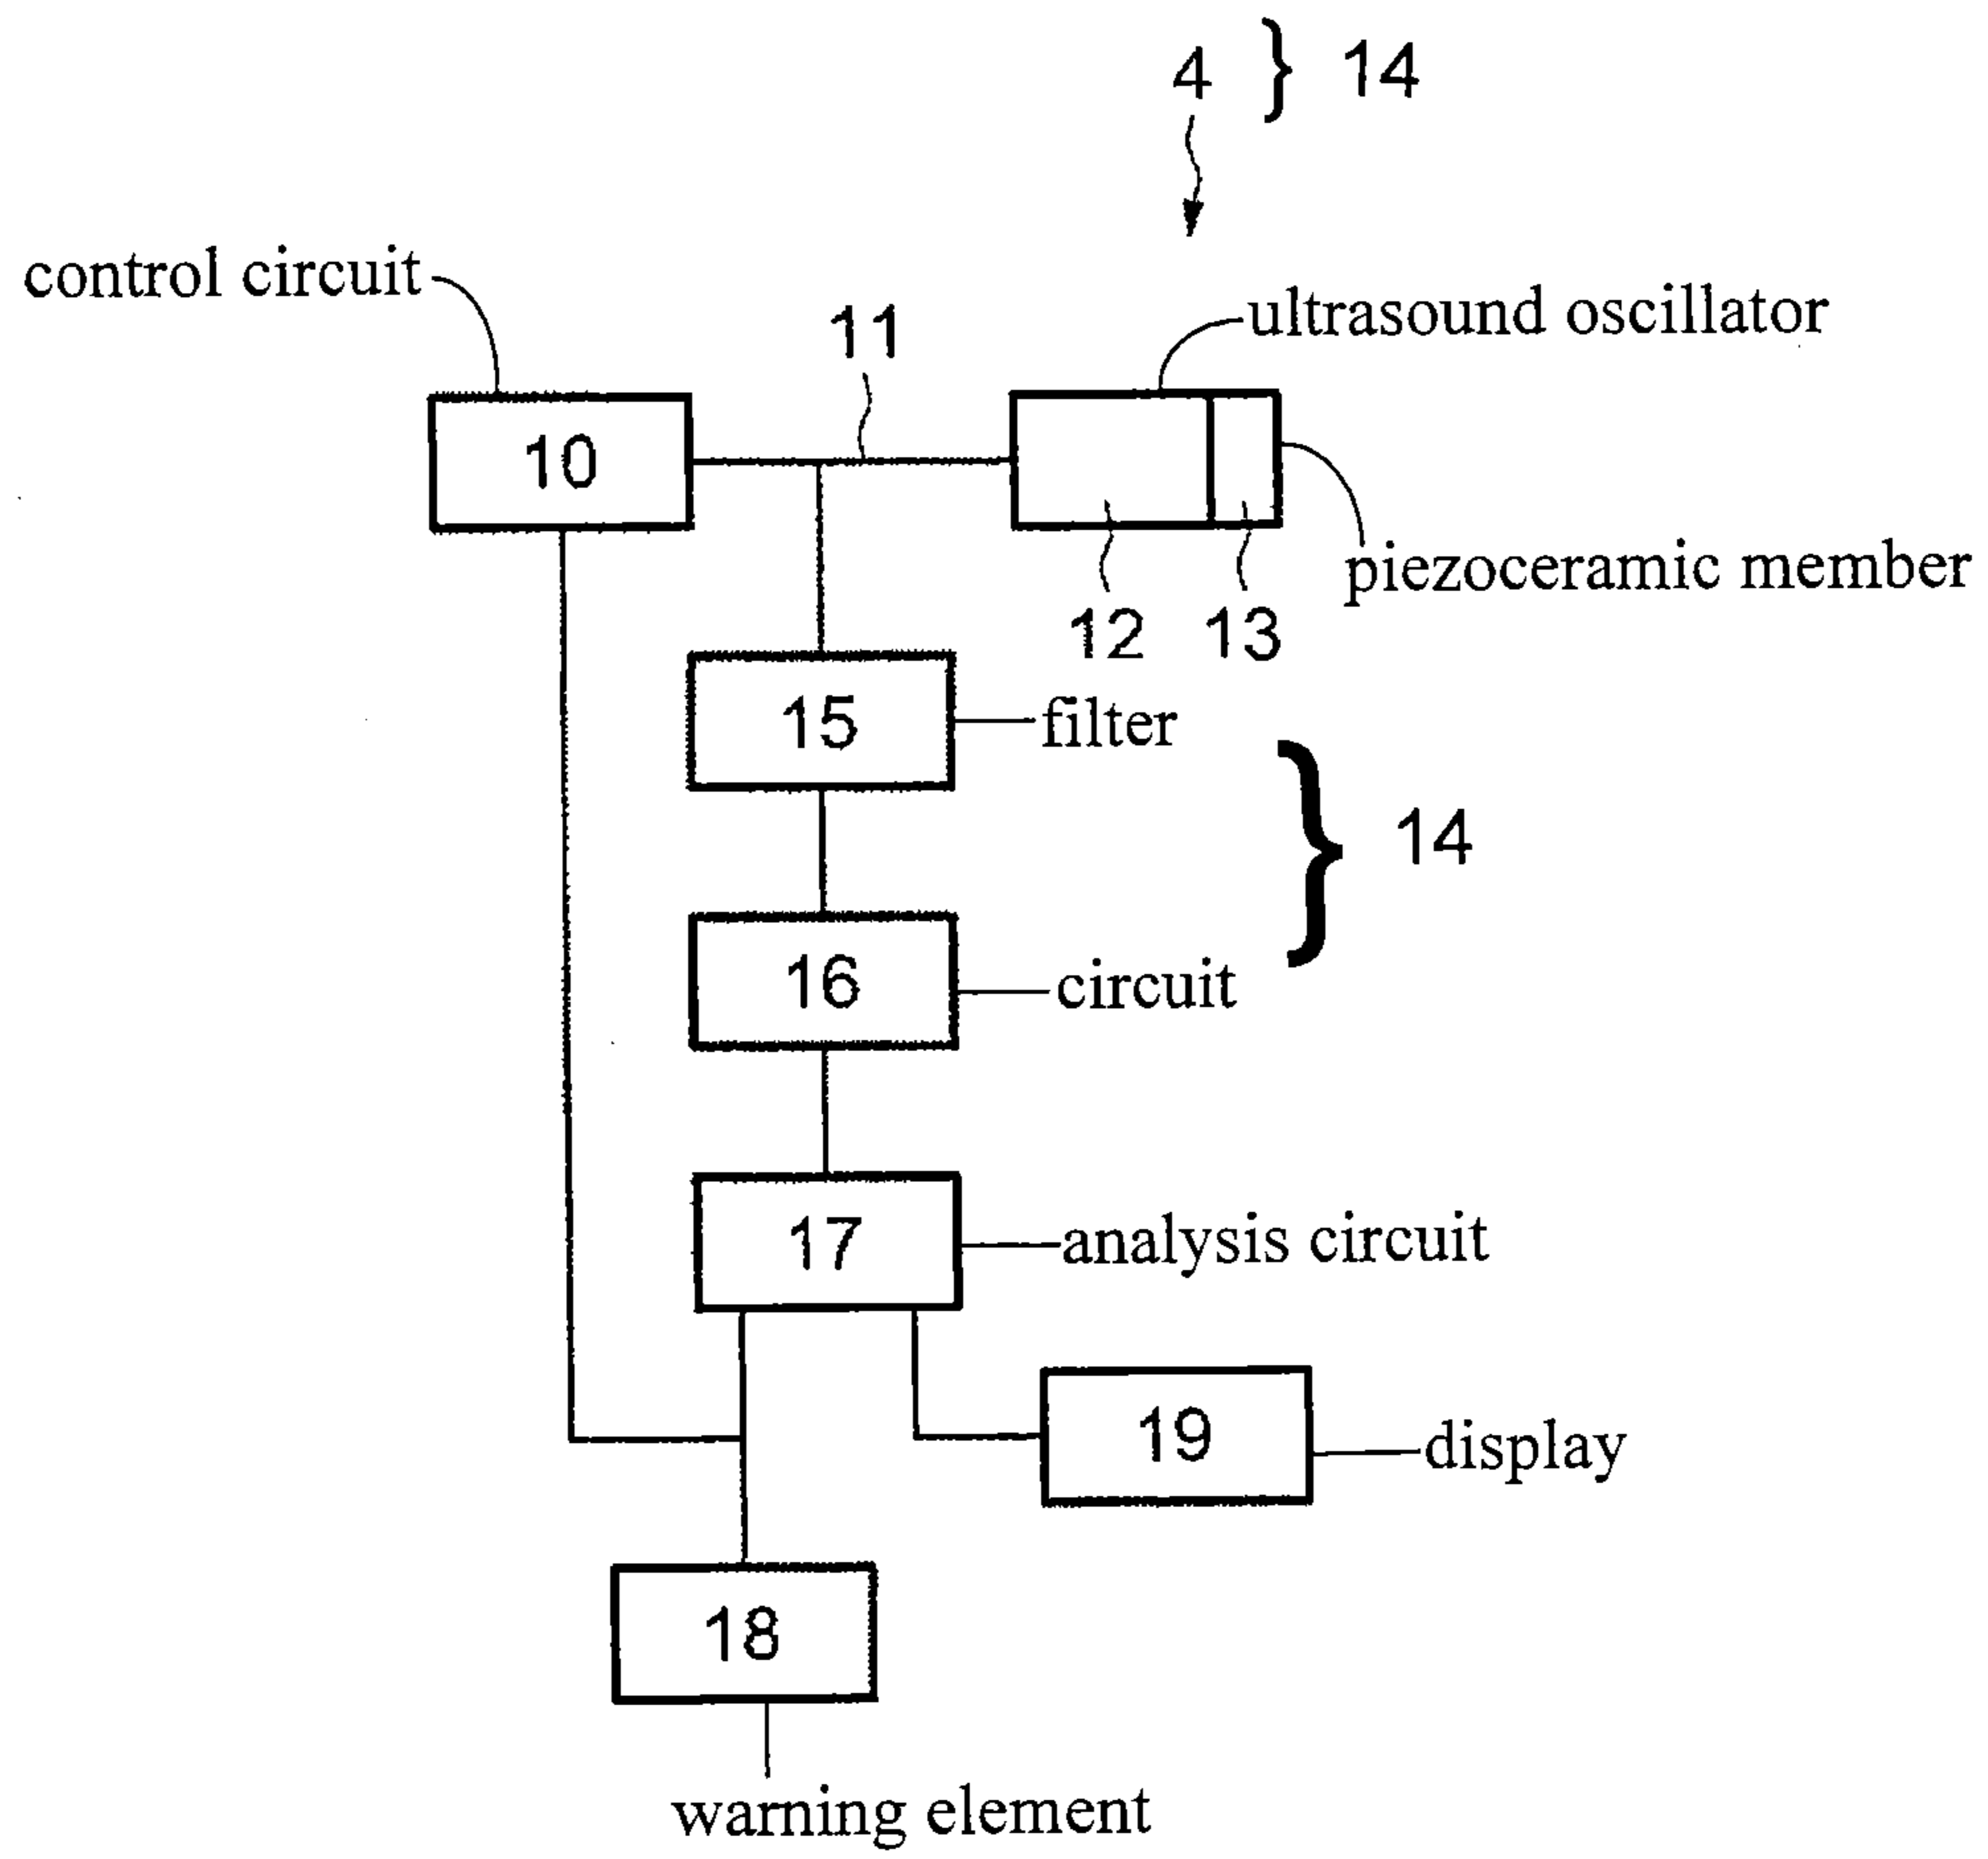 4 } 14
control circuit
ultrasound oscillator
11
10
piezoceramic member
12
13
15
filter
14
16
circuit
17
analysis circuit
19
display
18
warning element